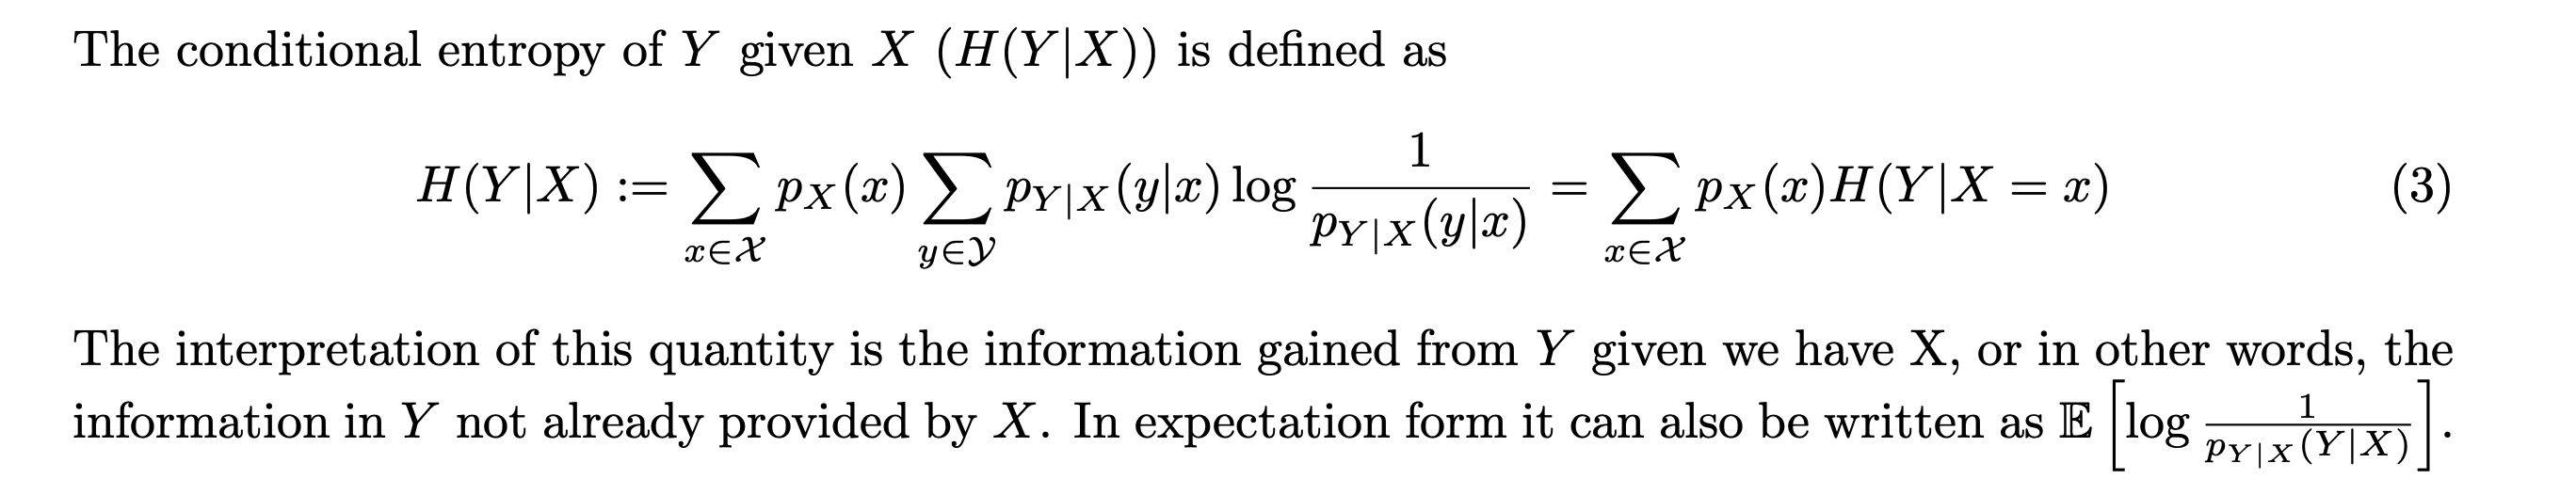 The conditional entropy of Y given X (H(Y|X)) is defined as
H(Y|X) := ∑_{x∈𝒳} p_X(x) ∑_{y∈𝒴} p_{Y|X}(y|x) log \frac{1}{p_{Y|X}(y|x)} = ∑_{x∈𝒳} p_X(x)H(Y|X = x) (3)
The interpretation of this quantity is the information gained from Y given we have X, or in other words, the
information in Y not already provided by X. In expectation form it can also be written as 𝔼 [log \frac{1}{p_{Y|X}(Y|X)}].